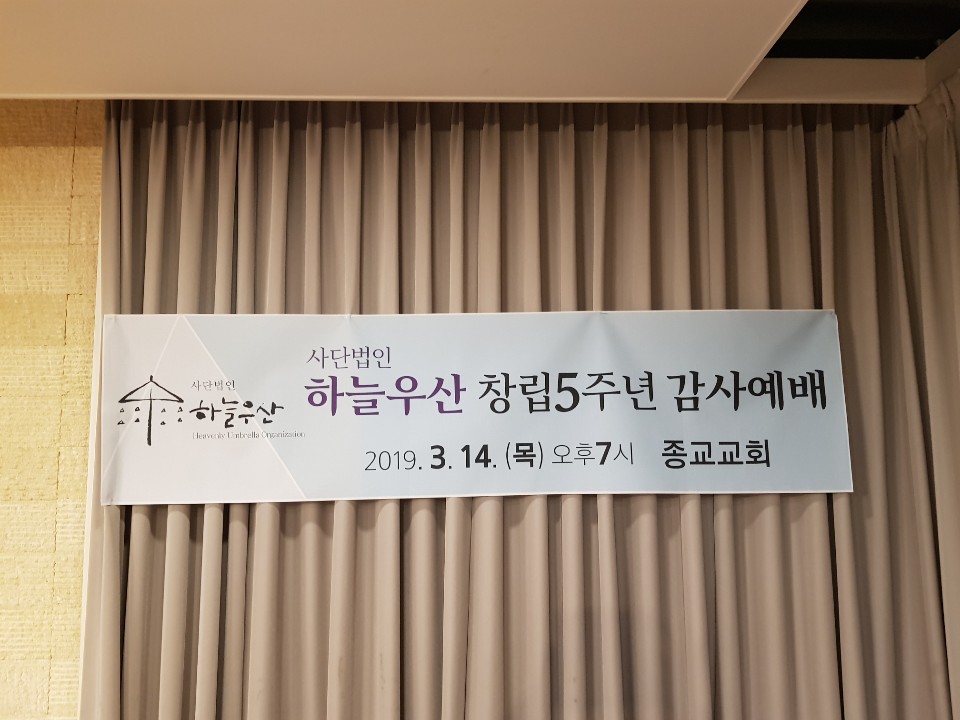 사단법인
하늘우산
Heavenly Umbrella Organization
사단법인
하늘우산 창립5주년 감사예배
2019. 3. 14. (목) 오후7시 종교교회